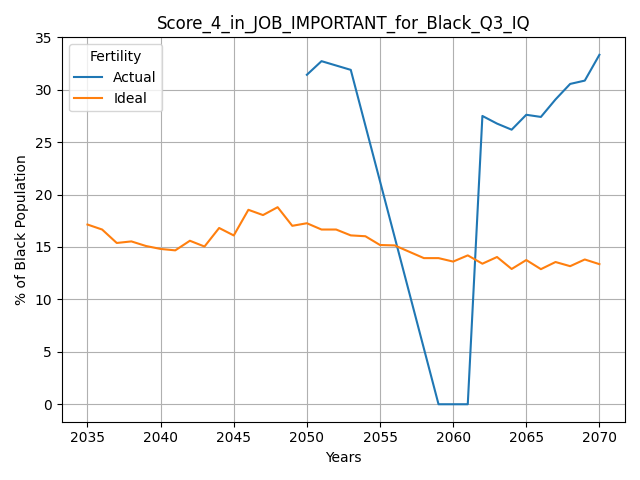 Score_4_in_JOB_IMPORTANT_for_Black_Q3_IQ
Fertility
Actual
Ideal
% of Black Population
35
30
25
20
15
10
5
0
2035 2040 2045 2050 2055 2060 2065 2070
Years